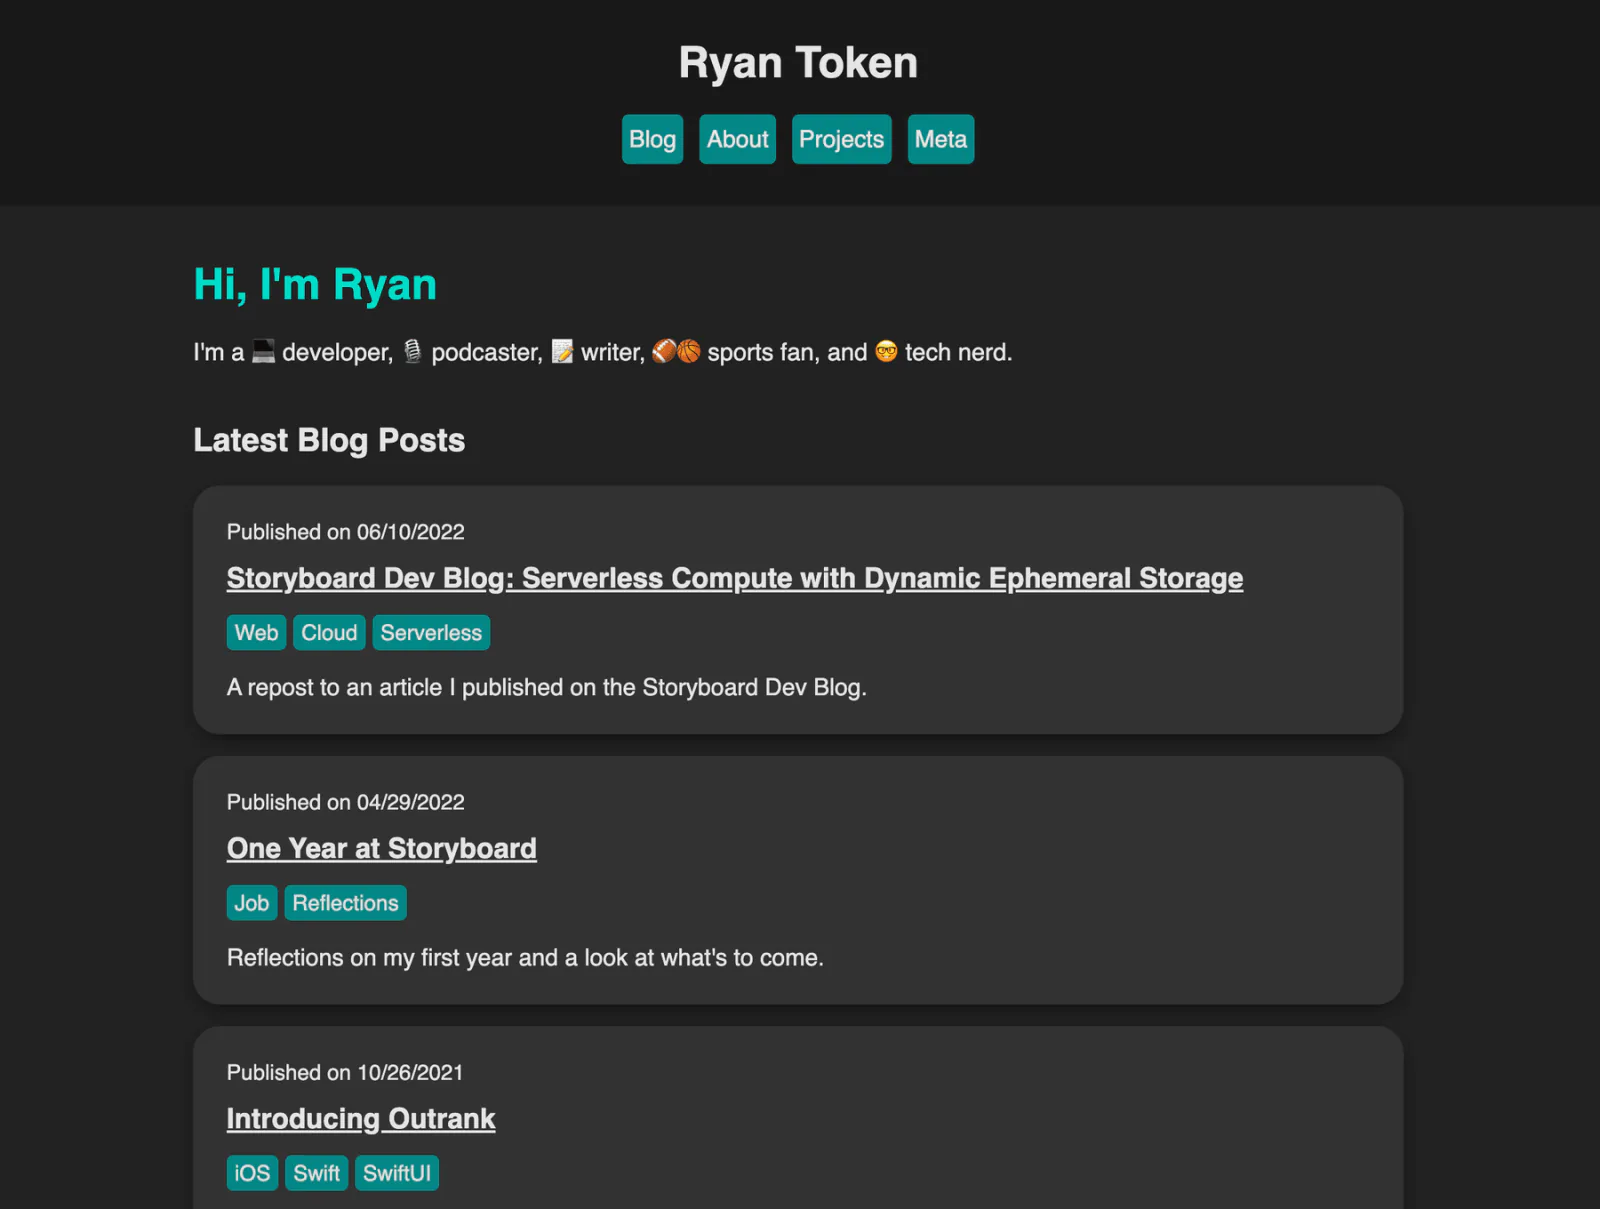 Ryan Token
Blog About Projects Meta
Hi, I'm Ryan
I'm a 💻 developer, 🎙 podcaster, 📝 writer, 🏈🏀 sports fan, and 🤓 tech nerd.
Latest Blog Posts
Published on 06/10/2022
Storyboard Dev Blog: Serverless Compute with Dynamic Ephemeral Storage
Web Cloud Serverless
A repost to an article I published on the Storyboard Dev Blog.
Published on 04/29/2022
One Year at Storyboard
Job Reflections
Reflections on my first year and a look at what's to come.
Published on 10/26/2021
Introducing Outrank
iOS Swift SwiftUI